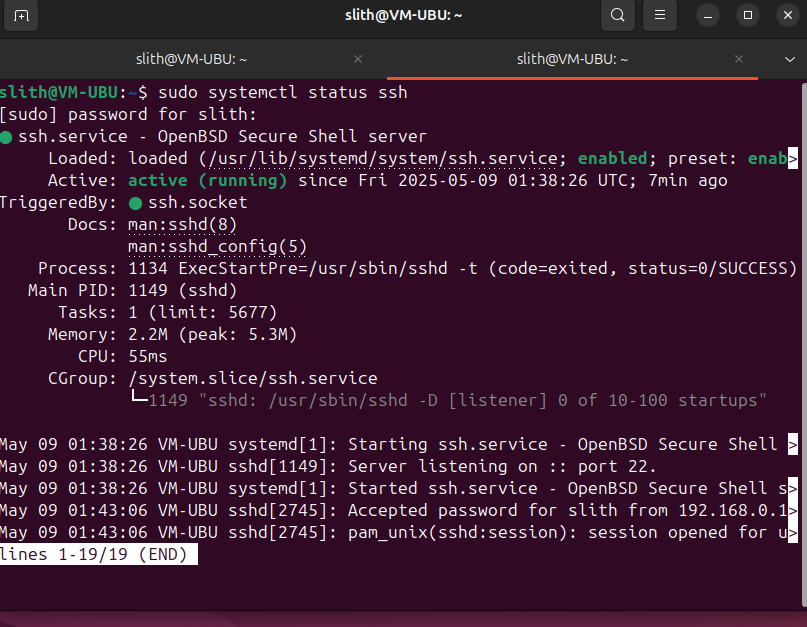 slith@VM-UBU: ~
slith@VM-UBU: ~
slith@VM-UBU: ~
slith@VM-UBU:~$ sudo systemctl status ssh
[sudo] password for slith:
● ssh.service - OpenBSD Secure Shell server
Loaded: loaded (/usr/lib/systemd/system/ssh.service; enabled; preset: enab>
Active: active (running) since Fri 2025-05-09 01:38:26 UTC; 7min ago
TriggeredBy: ● ssh.socket
Docs: man:sshd(8)
man:sshd_config(5)
Process: 1134 ExecStartPre=/usr/sbin/sshd -t (code=exited, status=0/SUCCESS)
Main PID: 1149 (sshd)
Tasks: 1 (limit: 5677)
Memory: 2.2M (peak: 5.3M)
CPU: 55ms
CGroup: /system.slice/ssh.service
└─1149 "sshd: /usr/sbin/sshd -D [listener] 0 of 10-100 startups"
May 09 01:38:26 VM-UBU systemd[1]: Starting ssh.service - OpenBSD Secure Shell >
May 09 01:38:26 VM-UBU sshd[1149]: Server listening on :: port 22.
May 09 01:38:26 VM-UBU systemd[1]: Started ssh.service - OpenBSD Secure Shell s>
May 09 01:43:06 VM-UBU sshd[2745]: Accepted password for slith from 192.168.0.1>
May 09 01:43:06 VM-UBU sshd[2745]: pam_unix(sshd:session): session opened for u>
lines 1-19/19 (END)